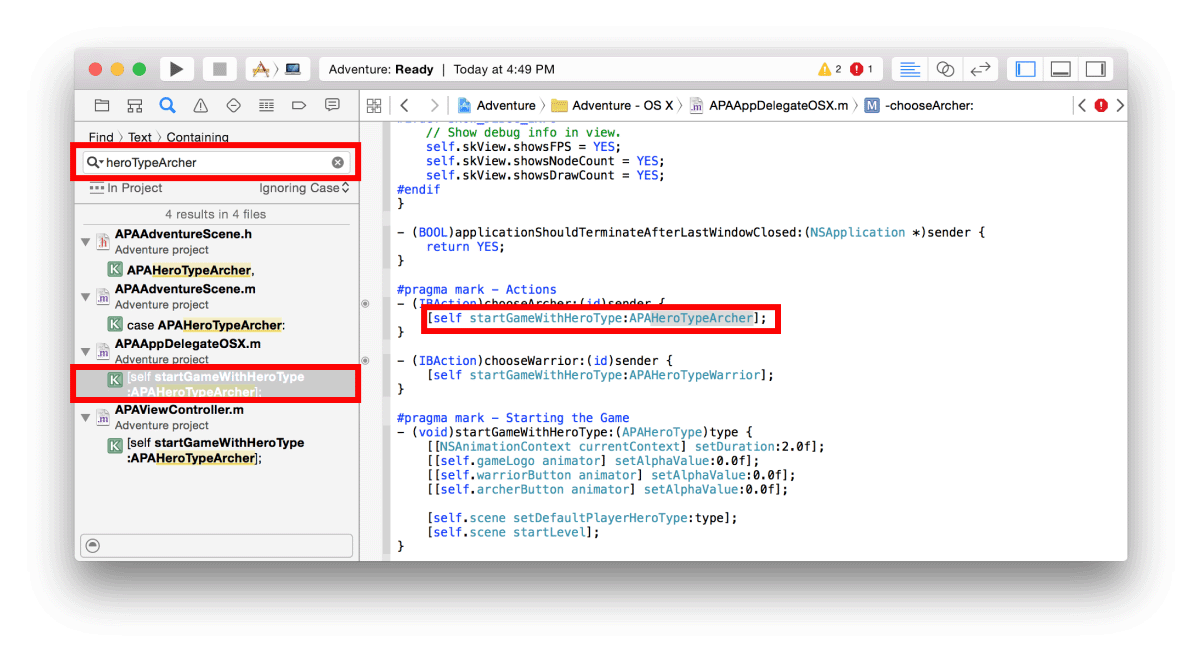 Adventure: Ready | Today at 4:49 PM
2
1
Adventure
Adventure - OS X
APAAppDelegateOSX.m
M
-chooseArcher:
Find
Text
Containing
heroTypeArcher
In Project
Ignoring Case
4 results in 4 files
APAAdventureScene.h
Adventure project
K APAHeroTypeArcher,
APAAdventureScene.m
Adventure project
K case APAHeroTypeArcher:
APAAppDelegateOSX.m
Adventure project
K [self startGameWithHeroType
:APAHeroTypeArcher];
APAViewController.m
Adventure project
K [self startGameWithHeroType
:APAHeroTypeArcher];
// Show debug info in view.
self.skView.showsFPS = YES;
self.skView.showsNodeCount = YES;
self.skView.showsDrawCount = YES;
#endif
}
- (BOOL)applicationShouldTerminateAfterLastWindowClosed:(NSApplication *)sender {
return YES;
}
#pragma mark - Actions
- (IBAction)chooseArcher:(id)sender {
[self startGameWithHeroType:APAHeroTypeArcher];
}
- (IBAction)chooseWarrior:(id)sender {
[self startGameWithHeroType:APAHeroTypeWarrior];
}
#pragma mark - Starting the Game
- (void)startGameWithHeroType:(APAHeroType)type {
[[NSAnimationContext currentContext] setDuration:2.0f];
[[self.gameLogo animator] setAlphaValue:0.0f];
[[self.warriorButton animator] setAlphaValue:0.0f];
[[self.archerButton animator] setAlphaValue:0.0f];
[self.scene setDefaultPlayerHeroType:type];
[self.scene startLevel];
}